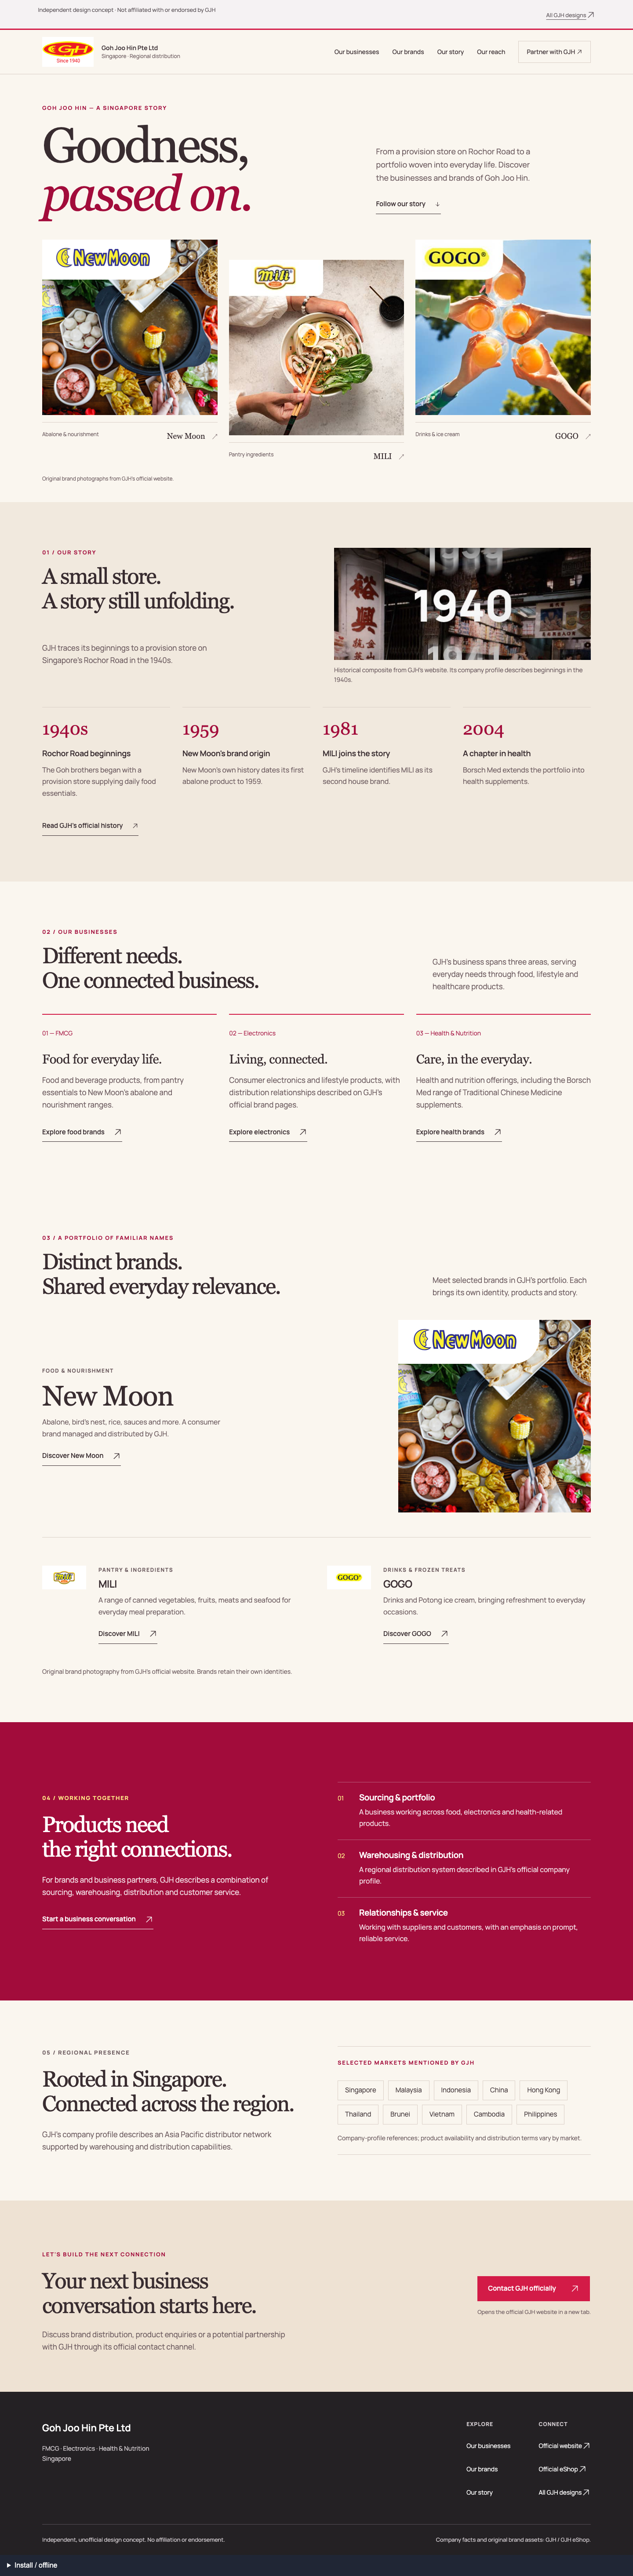 Independent design concept · Not affiliated with or endorsed by GJH
All GJH designs
GJH
Since 1942
Goh Joo Hin Pte Ltd
Singapore · Regional distribution
Our businesses
Our brands
Our story
Our reach
Partner with GJH
GOH JOO HIN — A SINGAPORE STORY
Goodness,
passed on.
From a provision store on Rochor Road to a
portfolio woven into everyday life. Discover
the businesses and brands of Goh Joo Hin.
Follow our story
New Moon
mili
GOGO®
Abalone & nourishment
New Moon
Pantry ingredients
MILI
Drinks & ice cream
GOGO
Original brand photographs from GJH's official website.
01 / OUR STORY
A small store.
A story still unfolding.
GJH traces its beginnings to a provision store on
Singapore's Rochor Road in the 1940s.
1940
裕興
Historical composite from GJH's website. Its company profile describes beginnings in the
1940s.
1940s
Rochor Road beginnings
The Goh brothers began with a
provision store supplying daily food
essentials.
1959
New Moon's brand origin
New Moon's own history dates its first
abalone product to 1959.
1981
MILI joins the story
GJH's timeline identifies MILI as its
second house brand.
2004
A chapter in health
Borsch Med extends the portfolio into
health supplements.
Read GJH's official history
02 / OUR BUSINESSES
Different needs.
One connected business.
GJH's business spans three areas, serving
everyday needs through food, lifestyle and
healthcare products.
01 — FMCG
Food for everyday life.
Food and beverage products, from pantry
essentials to New Moon's abalone and
nourishment ranges.
Explore food brands
02 — Electronics
Living, connected.
Consumer electronics and lifestyle products, with
distribution relationships described on GJH's
official brand pages.
Explore electronics
03 — Health & Nutrition
Care, in the everyday.
Health and nutrition offerings, including the Borsch
Med range of Traditional Chinese Medicine
supplements.
Explore health brands
03 / A PORTFOLIO OF FAMILIAR NAMES
Distinct brands.
Shared everyday relevance.
Meet selected brands in GJH's portfolio. Each
brings its own identity, products and story.
FOOD & NOURISHMENT
New Moon
Abalone, bird's nest, rice, sauces and more. A consumer
brand managed and distributed by GJH.
Discover New Moon
New Moon
mili
PANTRY & INGREDIENTS
MILI
A range of canned vegetables, fruits, meats and seafood for
everyday meal preparation.
Discover MILI
GOGO
DRINKS & FROZEN TREATS
GOGO
Drinks and Potong ice cream, bringing refreshment to everyday
occasions.
Discover GOGO
Original brand photography from GJH's official website. Brands retain their own identities.
04 / WORKING TOGETHER
Products need
the right connections.
For brands and business partners, GJH describes a combination of
sourcing, warehousing, distribution and customer service.
Start a business conversation
01
Sourcing & portfolio
A business working across food, electronics and health-related
products.
02
Warehousing & distribution
A regional distribution system described in GJH's official company
profile.
03
Relationships & service
Working with suppliers and customers, with an emphasis on prompt,
reliable service.
05 / REGIONAL PRESENCE
Rooted in Singapore.
Connected across the region.
GJH's company profile describes an Asia Pacific distributor network
supported by warehousing and distribution capabilities.
SELECTED MARKETS MENTIONED BY GJH
Singapore
Malaysia
Indonesia
China
Hong Kong
Thailand
Brunei
Vietnam
Cambodia
Philippines
Company-profile references; product availability and distribution terms vary by market.
LET'S BUILD THE NEXT CONNECTION
Your next business
conversation starts here.
Discuss brand distribution, product enquiries or a potential partnership
with GJH through its official contact channel.
Contact GJH officially
Opens the official GJH website in a new tab.
Goh Joo Hin Pte Ltd
FMCG · Electronics · Health & Nutrition
Singapore
EXPLORE
Our businesses
Our brands
Our story
CONNECT
Official website
Official eShop
All GJH designs
Independent, unofficial design concept. No affiliation or endorsement.
Company facts and original brand assets: GJH / GJH eShop.
Install / offline